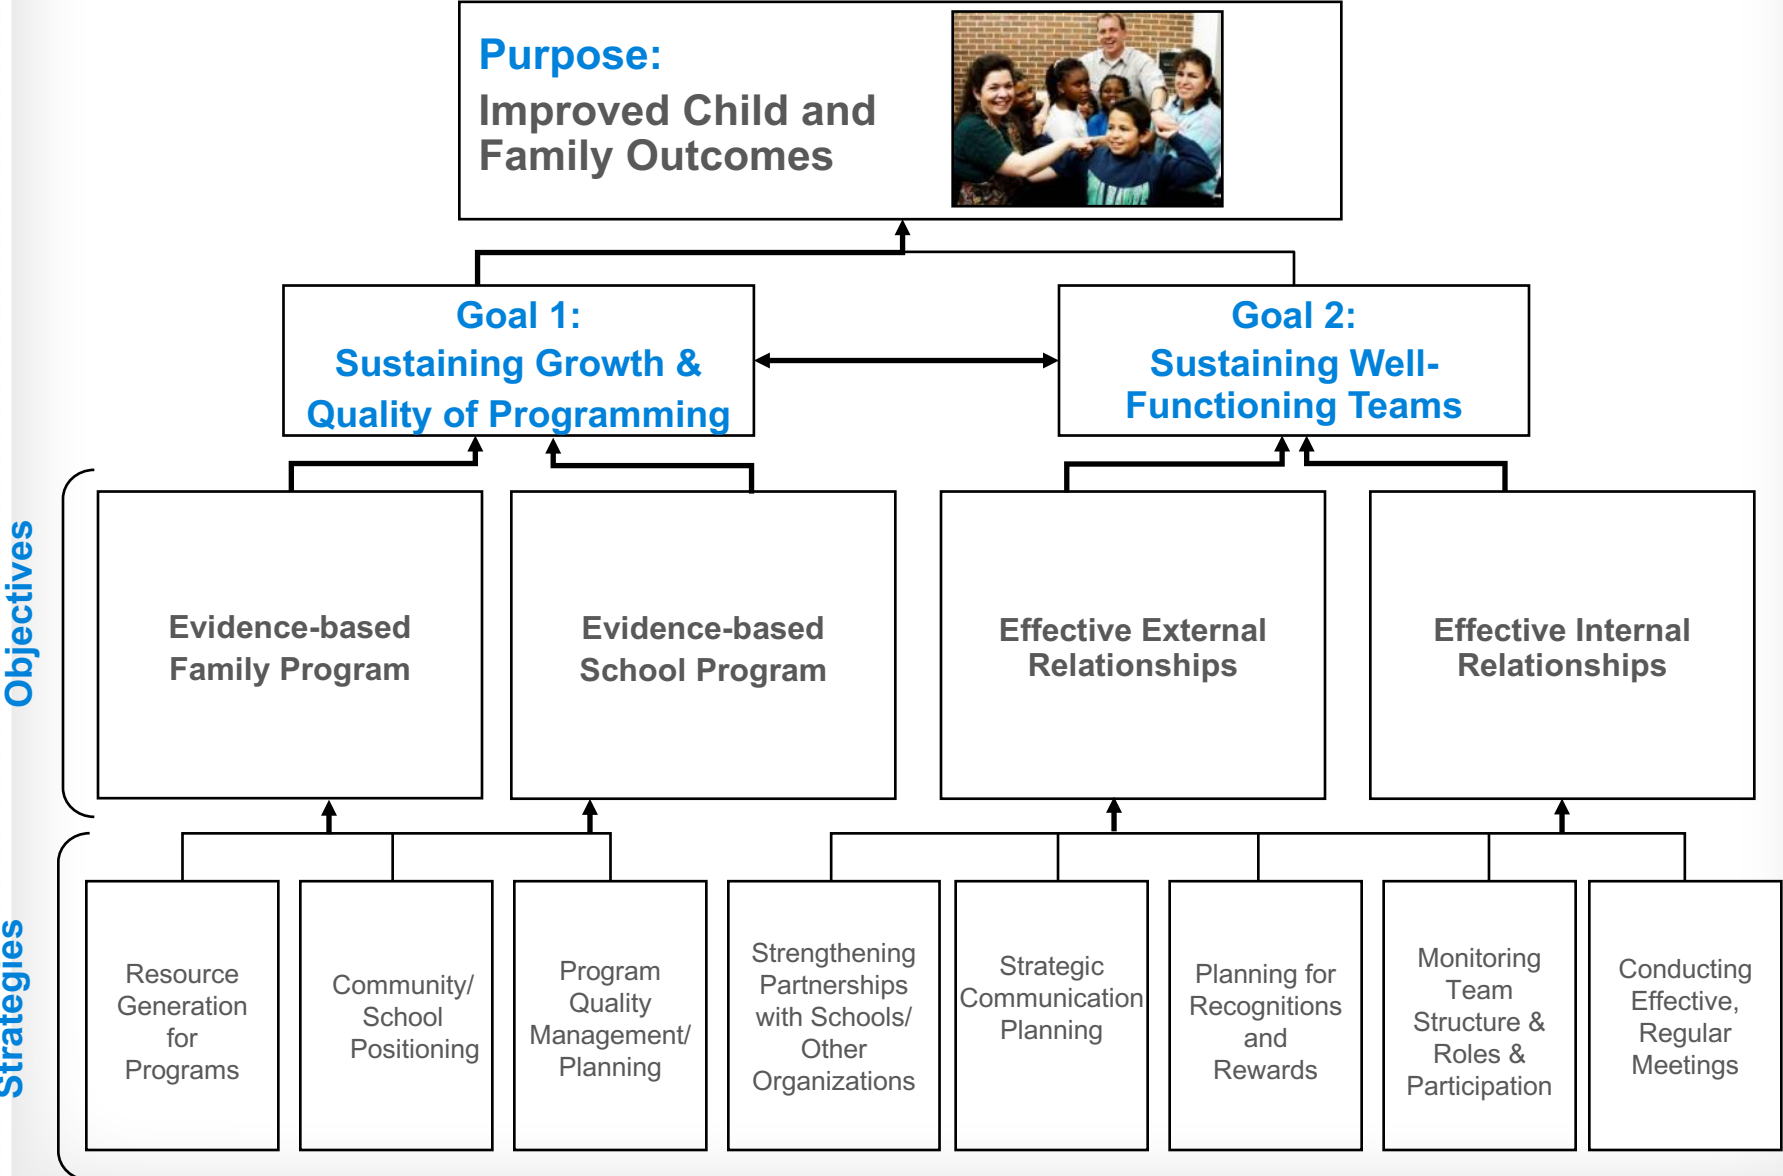 Purpose:
Improved Child and
Family Outcomes
Goal 1:
Sustaining Growth &
Quality of Programming
Goal 2:
Sustaining Well-
Functioning Teams
Objectives
Evidence-based
Family Program
Evidence-based
School Program
Effective External
Relationships
Effective Internal
Relationships
Strategies
Resource
Generation
for
Programs
Community/
School
Positioning
Program
Quality
Management/
Planning
Strengthening
Partnerships
with Schools/
Other
Organizations
Strategic
Communication
Planning
Planning for
Recognitions
and
Rewards
Monitoring
Team
Structure &
Roles &
Participation
Conducting
Effective,
Regular
Meetings